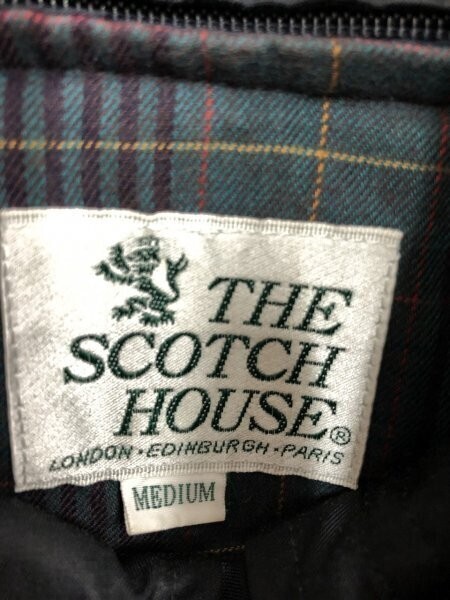 THE
SCOTCH
HOUSE®
LONDON·EDINBURGH·PARIS
MEDIUM